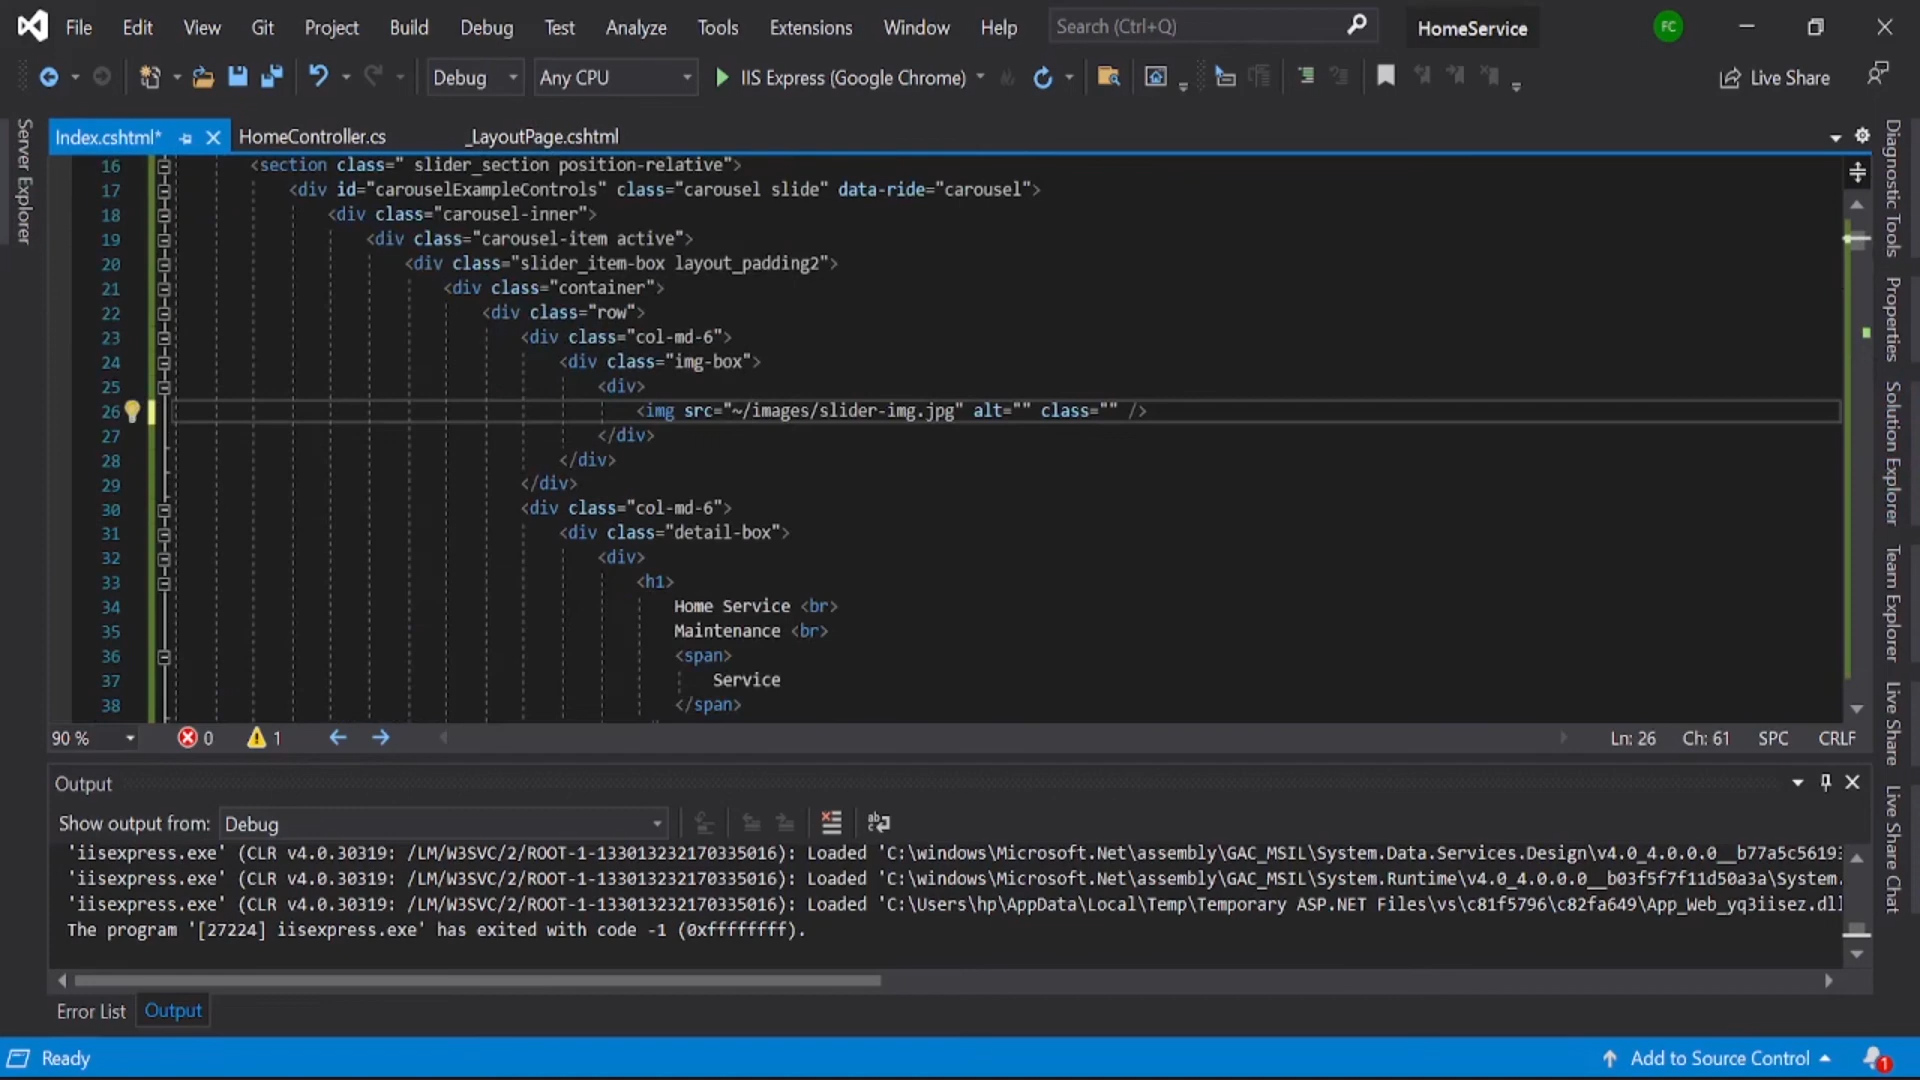 File Edit View Git Project Build Debug Test Analyze Tools Extensions Window Help Search (Ctrl+Q) HomeService FC
Debug Any CPU IIS Express (Google Chrome) Live Share
Index.cshtml* HomeController.cs _LayoutPage.cshtml
Server Explorer
16 <section class=" slider_section position-relative">
17 <div id="carouselExampleControls" class="carousel slide" data-ride="carousel">
18 <div class="carousel-inner">
19 <div class="carousel-item active">
20 <div class="slider_item-box layout_padding2">
21 <div class="container">
22 <div class="row">
23 <div class="col-md-6">
24 <div class="img-box">
25 <div>
26 <img src="~/images/slider-img.jpg" alt="" class="" />
27 </div>
28 </div>
29 </div>
30 <div class="col-md-6">
31 <div class="detail-box">
32 <div>
33 <h1>
34 Home Service <br>
35 Maintenance <br>
36 <span>
37 Service
38 </span>
90 % 0 1 Ln: 26 Ch: 61 SPC CRLF
Output
Show output from: Debug
'iisexpress.exe' (CLR v4.0.30319: /LM/W3SVC/2/ROOT-1-133013232170335016): Loaded 'C:\windows\Microsoft.Net\assembly\GAC_MSIL\System.Data.Services.Design\v4.0_4.0.0.0__b77a5c56193
'iisexpress.exe' (CLR v4.0.30319: /LM/W3SVC/2/ROOT-1-133013232170335016): Loaded 'C:\windows\Microsoft.Net\assembly\GAC_MSIL\System.Runtime\v4.0_4.0.0.0__b03f5f7f11d50a3a\System.
'iisexpress.exe' (CLR v4.0.30319: /LM/W3SVC/2/ROOT-1-133013232170335016): Loaded 'C:\Users\hp\AppData\Local\Temp\Temporary ASP.NET Files\vs\c81f5796\c82fa649\App_Web_yq3iisez.dll
The program '[27224] iisexpress.exe' has exited with code -1 (0xffffffff).
Error List Output
Ready Add to Source Control 1
Diagnostic Tools
Properties
Solution Explorer
Team Explorer
Live Share
Live Share Chat